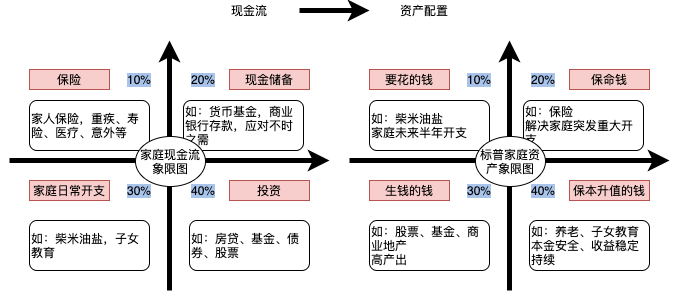 现金流
资产配置
保险
10%
20%
现金储备
家人保险，重疾、寿
险、医疗、意外等
如：货币基金，商业
银行存款，应对不时
之需
家庭现金流
象限图
家庭日常开支
30%
40%
投资
如：柴米油盐，子女
教育
如：房贷、基金、债
券、股票
要花的钱
10%
20%
保命钱
如：柴米油盐
家庭未来半年开支
如：保险
解决家庭突发重大开
支
标普家庭资
产象限图
生钱的钱
30%
40%
保本升值的钱
如：股票、基金、商
业地产
高产出
如：养老、子女教育
本金安全、收益稳定
持续